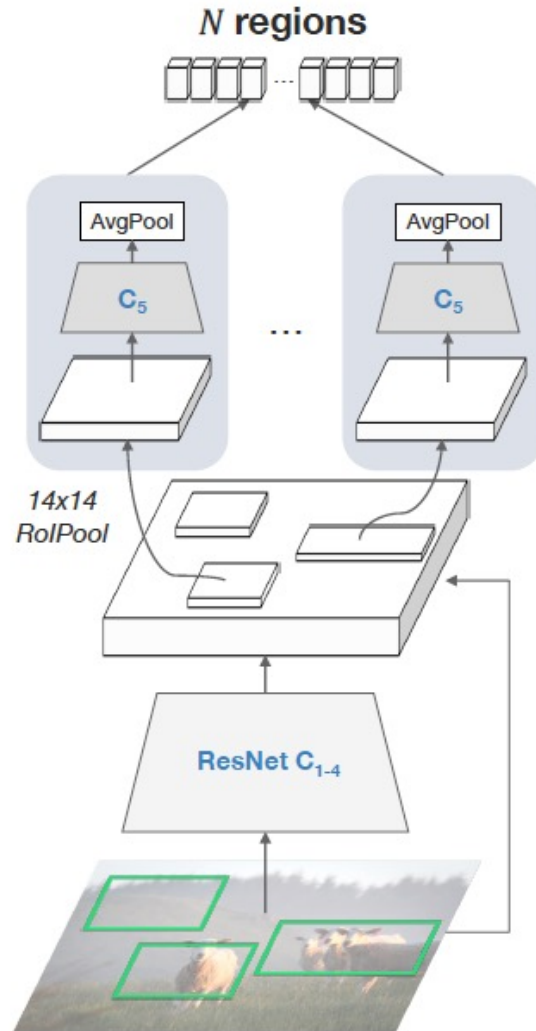 N regions
...
AvgPool
AvgPool
C5
C5
...
14x14
RoIPool
ResNet C1-4